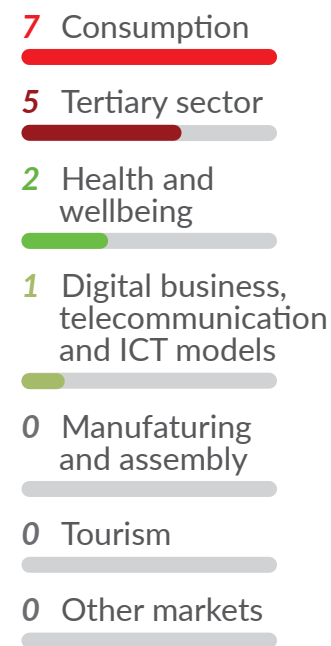 7 Consumption
5 Tertiary sector
2 Health and
wellbeing
1 Digital business,
telecommunication
and ICT models
0 Manufaturing
and assembly
0 Tourism
0 Other markets